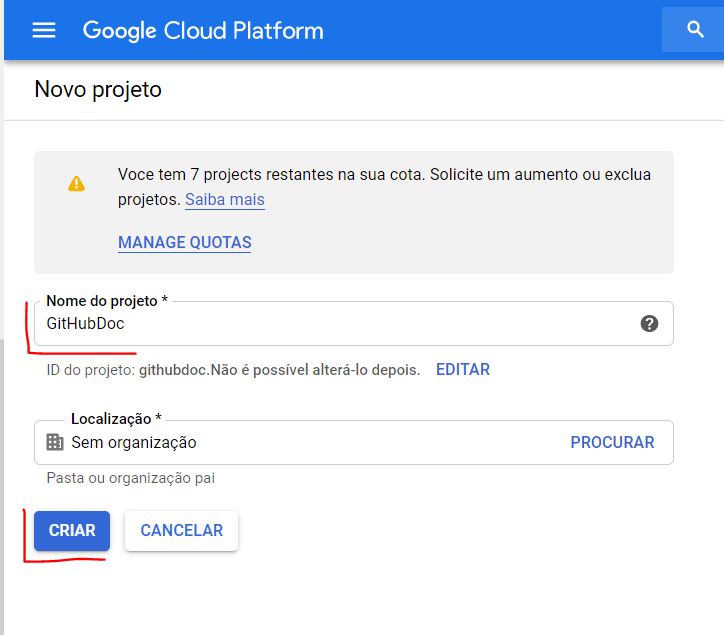 Google Cloud Platform
Novo projeto
Voce tem 7 projects restantes na sua cota. Solicite um aumento ou exclua
projetos. Saiba mais
MANAGE QUOTAS
Nome do projeto *
GitHubDoc
ID do projeto: githubdoc.Não é possível alterá-lo depois. EDITAR
Localização *
Sem organização PROCURAR
Pasta ou organização pai
CRIAR CANCELAR